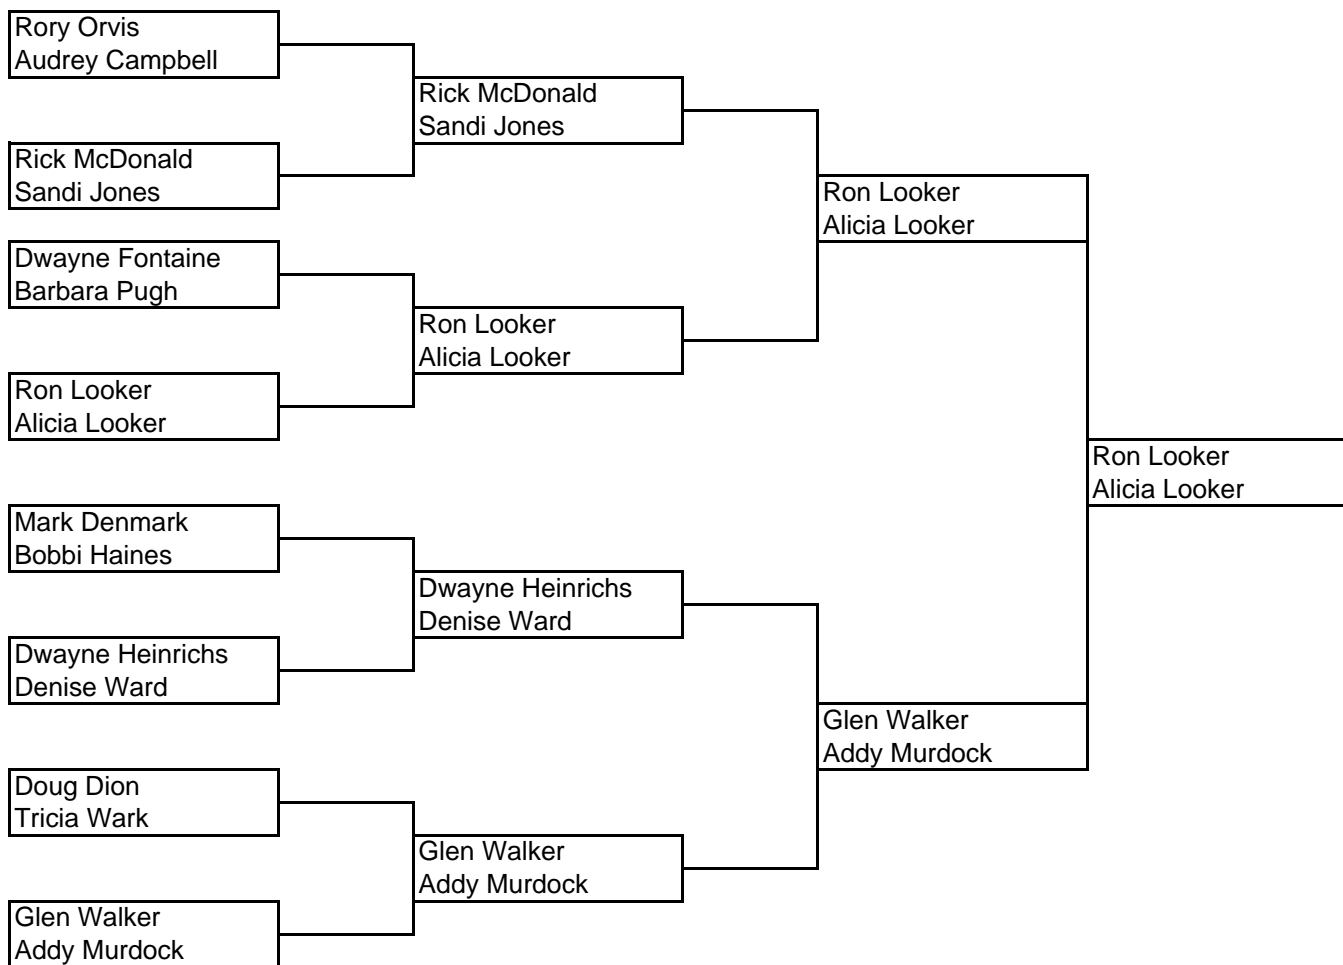 Rory Orvis
Audrey Campbell
Rick McDonald
Sandi Jones
Rick McDonald
Sandi Jones
Ron Looker
Alicia Looker
Dwayne Fontaine
Barbara Pugh
Ron Looker
Alicia Looker
Ron Looker
Alicia Looker
Ron Looker
Alicia Looker
Mark Denmark
Bobbi Haines
Dwayne Heinrichs
Denise Ward
Dwayne Heinrichs
Denise Ward
Glen Walker
Addy Murdock
Doug Dion
Tricia Wark
Glen Walker
Addy Murdock
Glen Walker
Addy Murdock